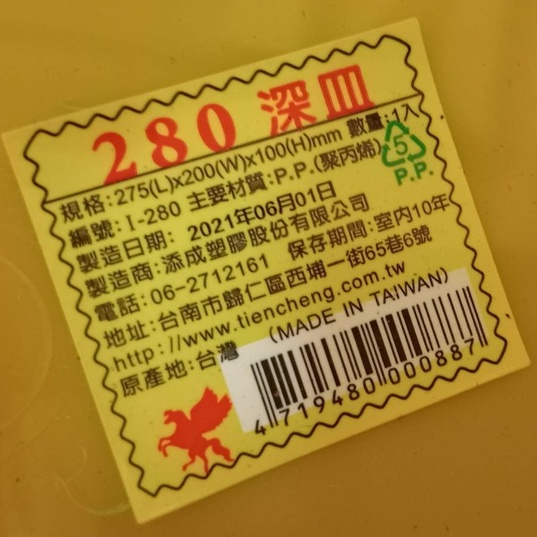 280 深皿
規格:275(L)x200(W)x100(H)mm 數量:1入
編號:I-280 主要材質:P.P.(聚丙烯)
5
P.P.
製造日期: 2021年06月01日
製造商:添成塑膠股份有限公司
電話:06-2712161 保存期間:室內10年
地址:台南市歸仁區西埔一街65巷6號
http://www.tiencheng.com.tw
原產地:台灣 (MADE IN TAIWAN)
4 719480 000887